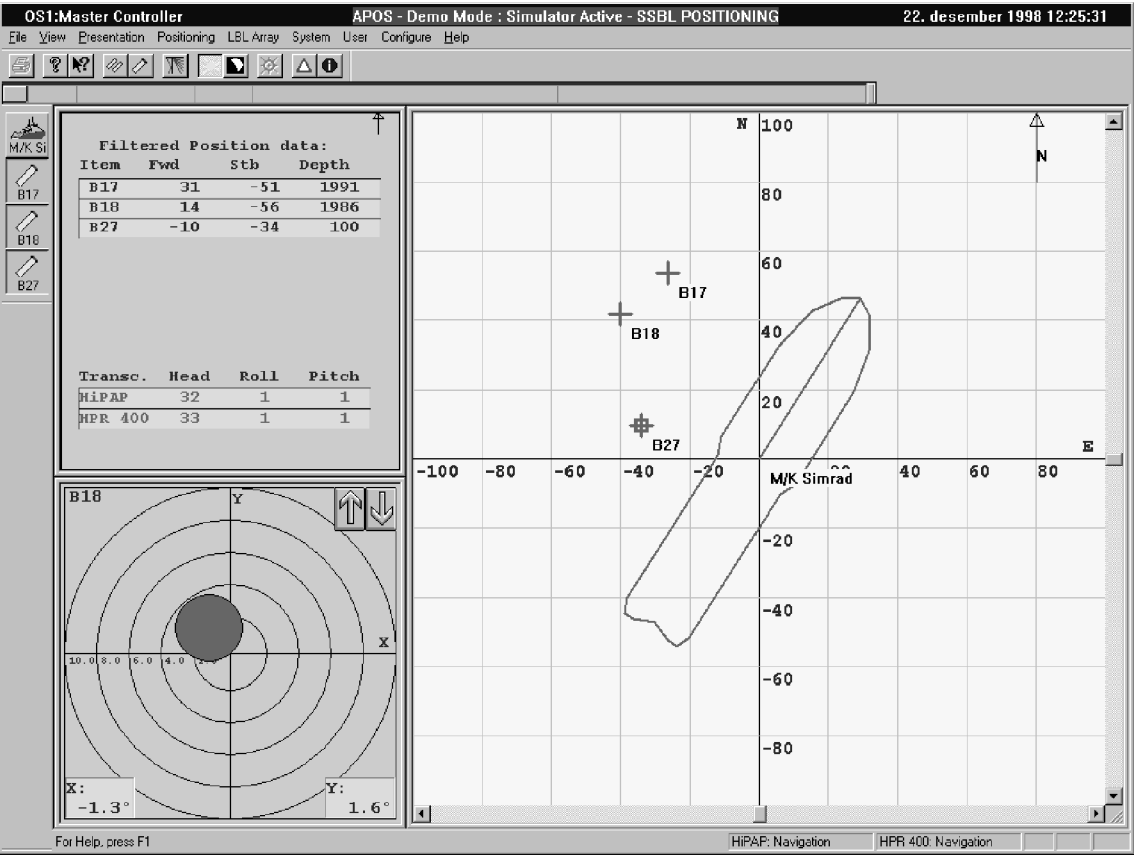 OS1:Master Controller APOS - Demo Mode : Simulator Active - SSBL POSITIONING 22. desember 1998 12:25:31
File View Presentation Positioning LBL Array System User Configure Help
M/K Si
B17
B18
B27
Filtered Position data:
Item Fwd Stb Depth
B17 31 -51 1991
B18 14 -56 1986
B27 -10 -34 100
Transc. Head Roll Pitch
HiPAP 32 1 1
HPR 400 33 1 1
B18
Y
X
10.0 8.0 6.0 4.0
X:
-1.3°
Y:
1.6°
N 100
N
80
60
B17
40
B18
20
B27
E
-100 -80 -60 -40 -20 40 60 80
M/K Simrad
-20
-40
-60
-80
For Help, press F1 HiPAP: Navigation HPR 400: Navigation